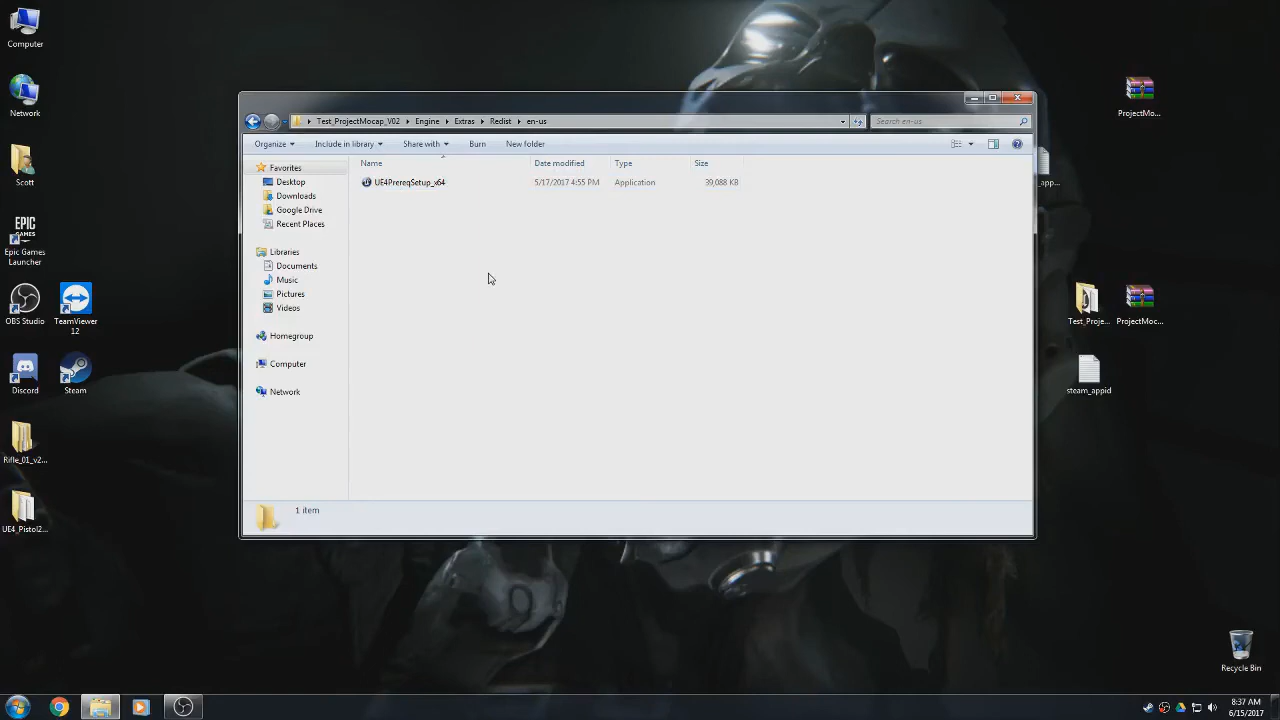 Computer
Network
Scott
EPIC GAMES
Epic Games
Launcher
OBS Studio
TeamViewer
12
Discord
Steam
Rifle_01_v2...
UE4_Pistol2...
Test_ProjectMocap_V02
Engine
Extras
Redist
en-us
Search en-us
Organize
Include in library
Share with
Burn
New folder
Name
Date modified
Type
Size
UE4PrereqSetup_x64
5/17/2017 4:55 PM
Application
39,088 KB
Favorites
Desktop
Downloads
Google Drive
Recent Places
Libraries
Documents
Music
Pictures
Videos
Homegroup
Computer
Network
1 item
ProjectMo...
_app...
Test_Proje...
ProjectMoc...
steam_appid
Recycle Bin
8:37 AM
6/15/2017